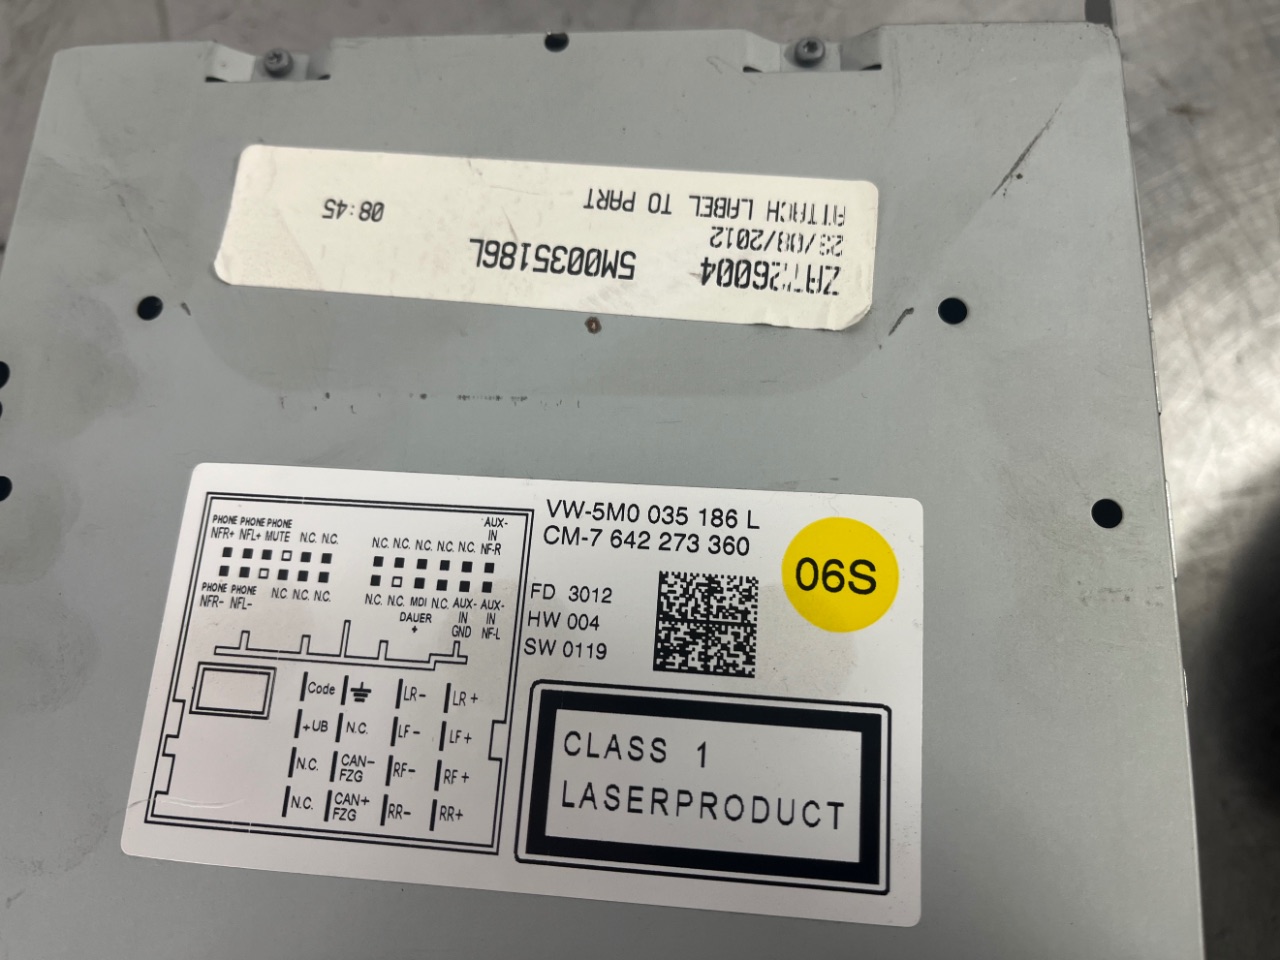 ATTACH LABEL TO PART
08:45
23/08/2012
5M0035186L
VW-5M0 035 186 L
CM-7 642 273 360
06S
FD 3012
HW 004
SW 0119
CLASS 1
LASERPRODUCT
PHONE PHONE PHONE
NFR+ NFL+ MUTE N.C. N.C.
PHONE PHONE
NFR- NFL- N.C. N.C. N.C.
AUX-
IN
N.C. N.C. N.C. N.C. N.C. NF-R
N.C. N.C. MDI N.C. AUX- AUX-
DAUER IN IN
+ GND NF-L
Code LR- LR+
+UB N.C. LF- LF+
N.C. CAN- RF- RF+
FZG
N.C. CAN+ RR- RR+
FZG